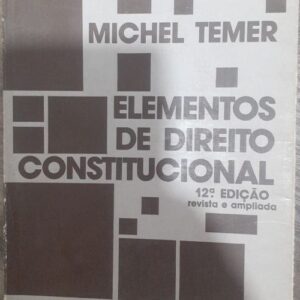 MICHEL TEMER
ELEMENTOS
DE DIREITO
CONSTITUCIONAL
12ª EDIÇÃO
revista e ampliada